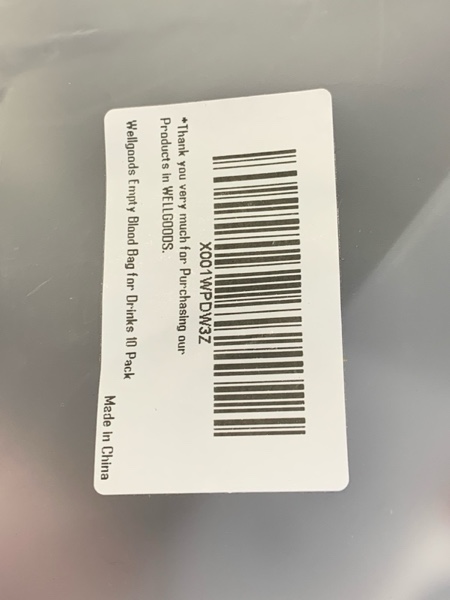 X001WPDW3Z
*Thank you very much for Purchasing our
Products in WELLGOODS.
Wellgoods Empty Blood Bag for Drinks 10 Pack
Made in China